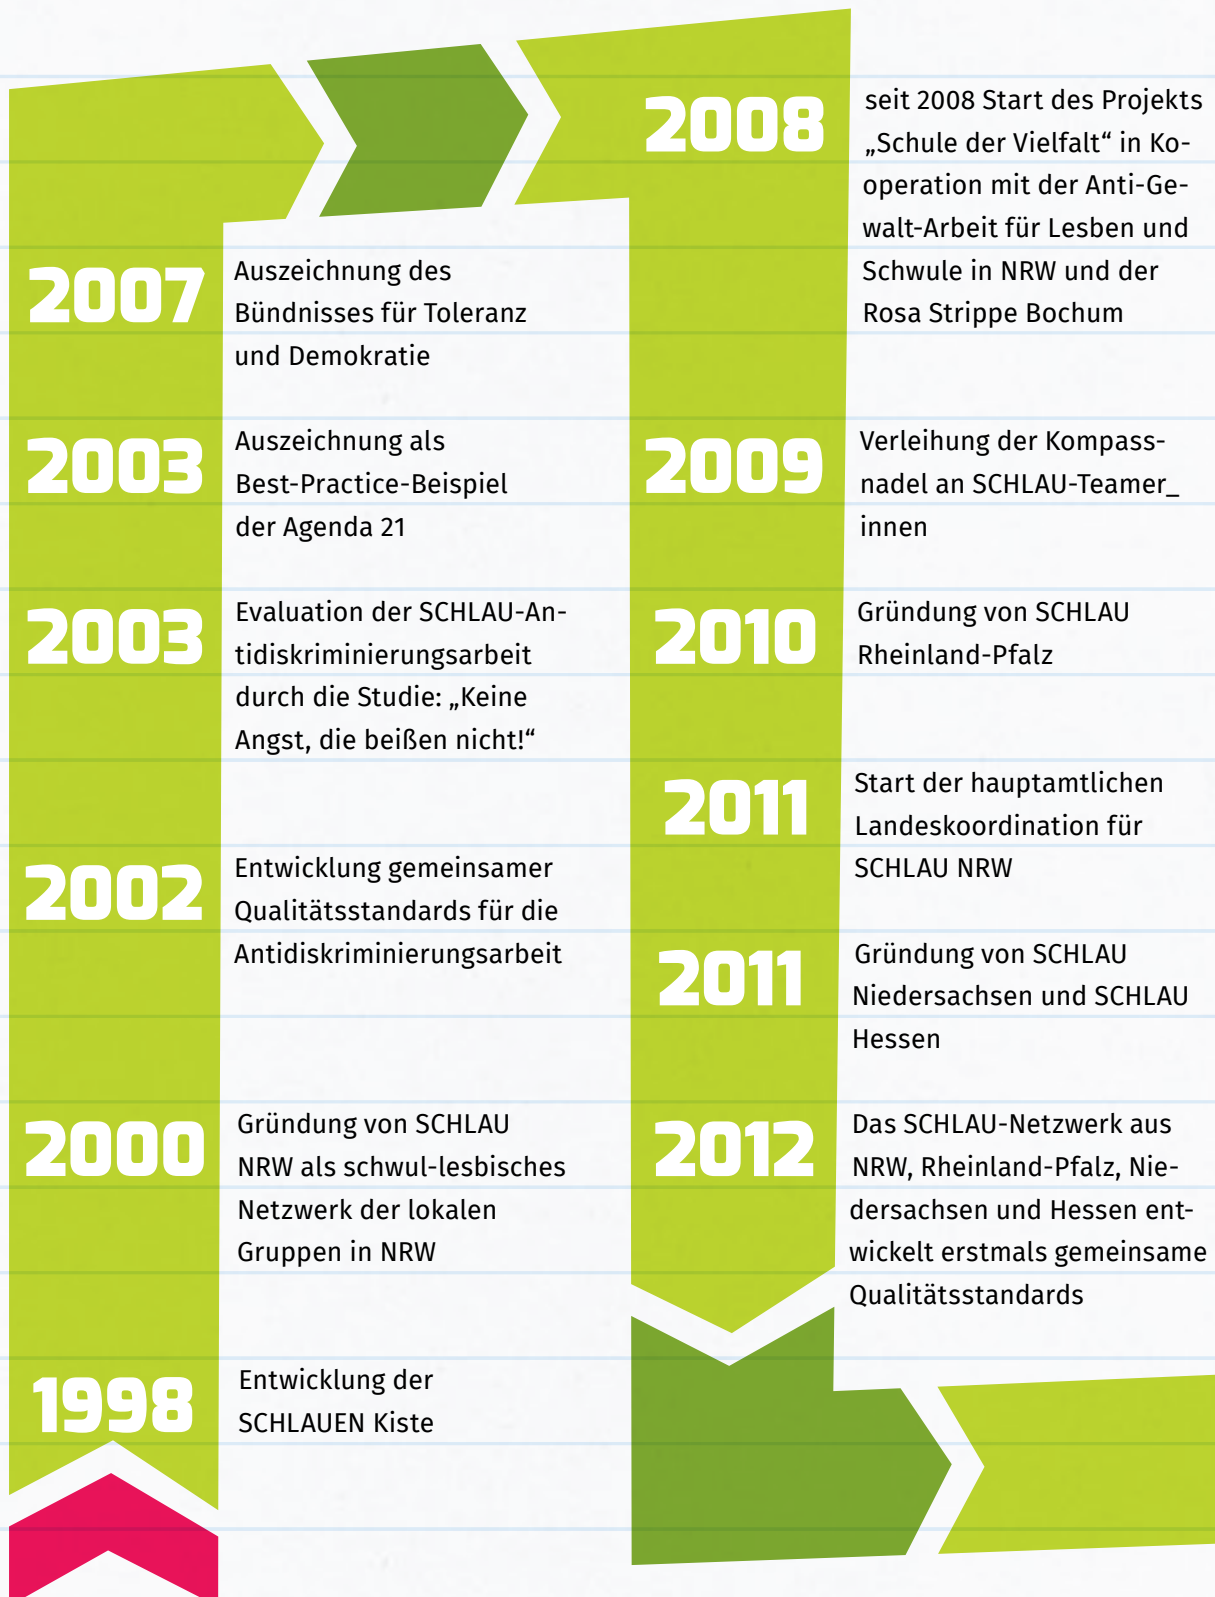 2007
Auszeichnung des
Bündnisses für Toleranz
und Demokratie
2003
Auszeichnung als
Best-Practice-Beispiel
der Agenda 21
2003
Evaluation der SCHLAU-An-
tidiskriminierungsarbeit
durch die Studie: „Keine
Angst, die beißen nicht!“
2002
Entwicklung gemeinsamer
Qualitätsstandards für die
Antidiskriminierungsarbeit
2000
Gründung von SCHLAU
NRW als schwul-lesbisches
Netzwerk der lokalen
Gruppen in NRW
1998
Entwicklung der
SCHLAUEN Kiste
2008
seit 2008 Start des Projekts
„Schule der Vielfalt“ in Ko-
operation mit der Anti-Ge-
walt-Arbeit für Lesben und
Schwule in NRW und der
Rosa Strippe Bochum
2009
Verleihung der Kompass-
nadel an SCHLAU-Teamer_
innen
2010
Gründung von SCHLAU
Rheinland-Pfalz
2011
Start der hauptamtlichen
Landeskoordination für
SCHLAU NRW
2011
Gründung von SCHLAU
Niedersachsen und SCHLAU
Hessen
2012
Das SCHLAU-Netzwerk aus
NRW, Rheinland-Pfalz, Nie-
dersachsen und Hessen ent-
wickelt erstmals gemeinsame
Qualitätsstandards